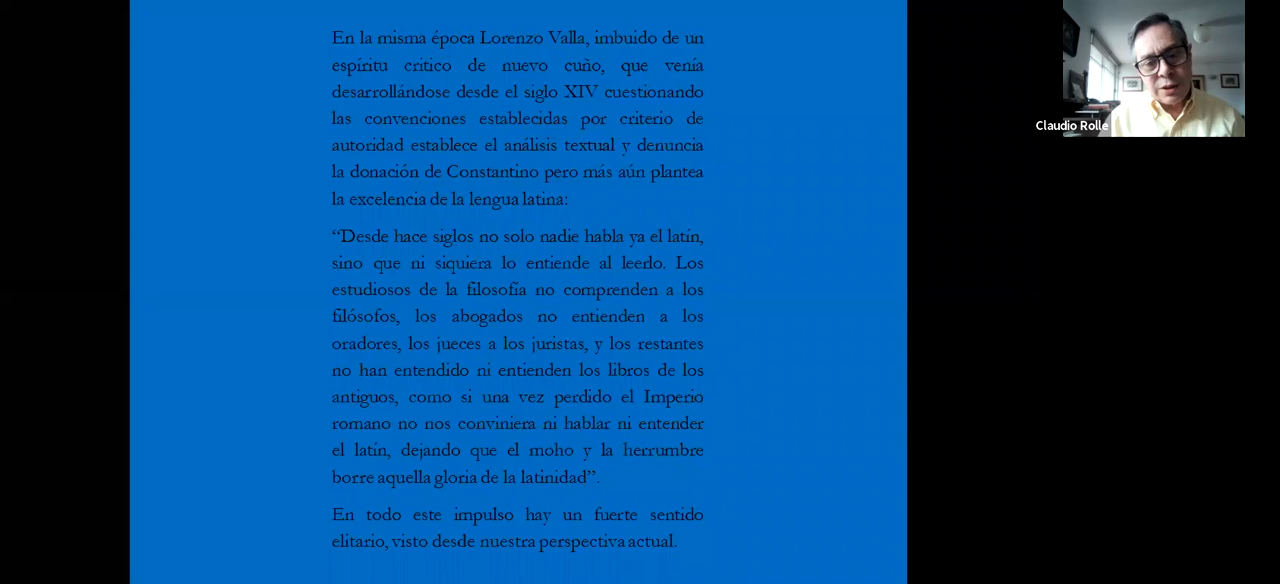 En la misma época Lorenzo Valla, imbuido de un
espíritu critico de nuevo cuño, que venía
desarrollándose desde el siglo XIV cuestionando
las convenciones establecidas por criterio de
autoridad establece el análisis textual y denuncia
la donación de Constantino pero más aún plantea
la excelencia de la lengua latina:
“Desde hace siglos no solo nadie habla ya el latín,
sino que ni siquiera lo entiende al leerlo. Los
estudiosos de la filosofía no comprenden a los
filósofos, los abogados no entienden a los
oradores, los jueces a los juristas, y los restantes
no han entendido ni entienden los libros de los
antiguos, como si una vez perdido el Imperio
romano no nos conviniera ni hablar ni entender
el latín, dejando que el moho y la herrumbre
borre aquella gloria de la latinidad”.
En todo este impulso hay un fuerte sentido
elitario, visto desde nuestra perspectiva actual.
Claudio Rolle